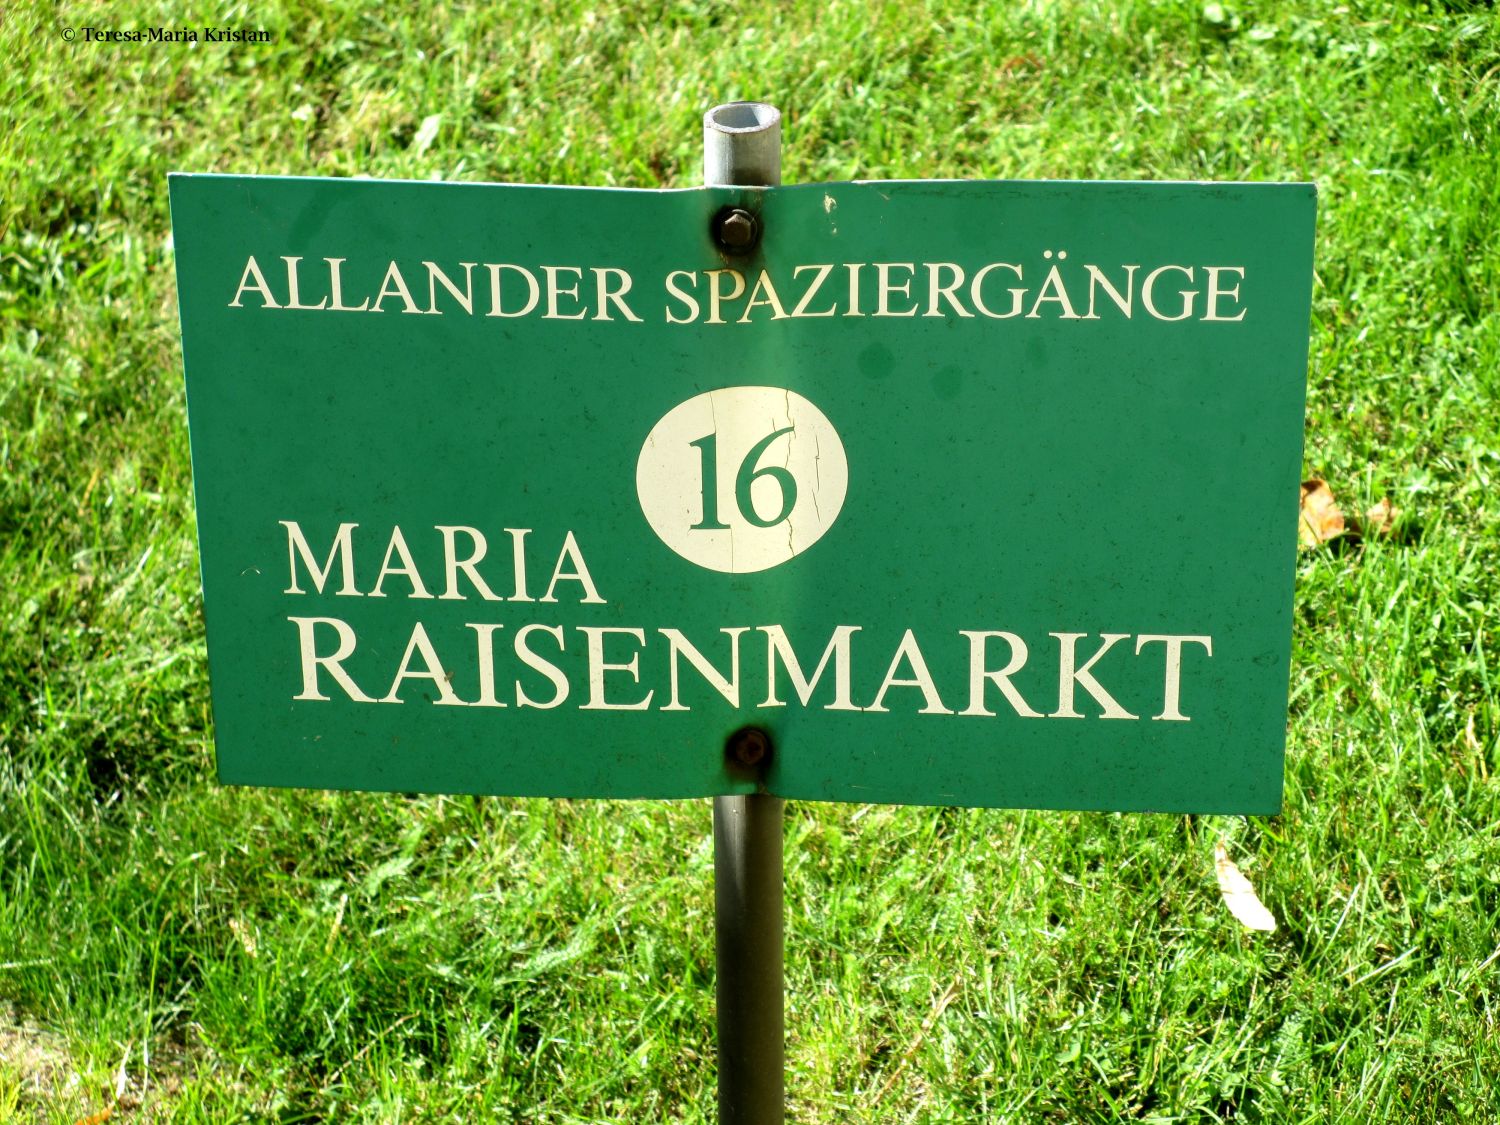 © Teresa-Maria Kristan
ALLANDER SPAZIERGÄNGE
16
MARIA
RAISENMARKT